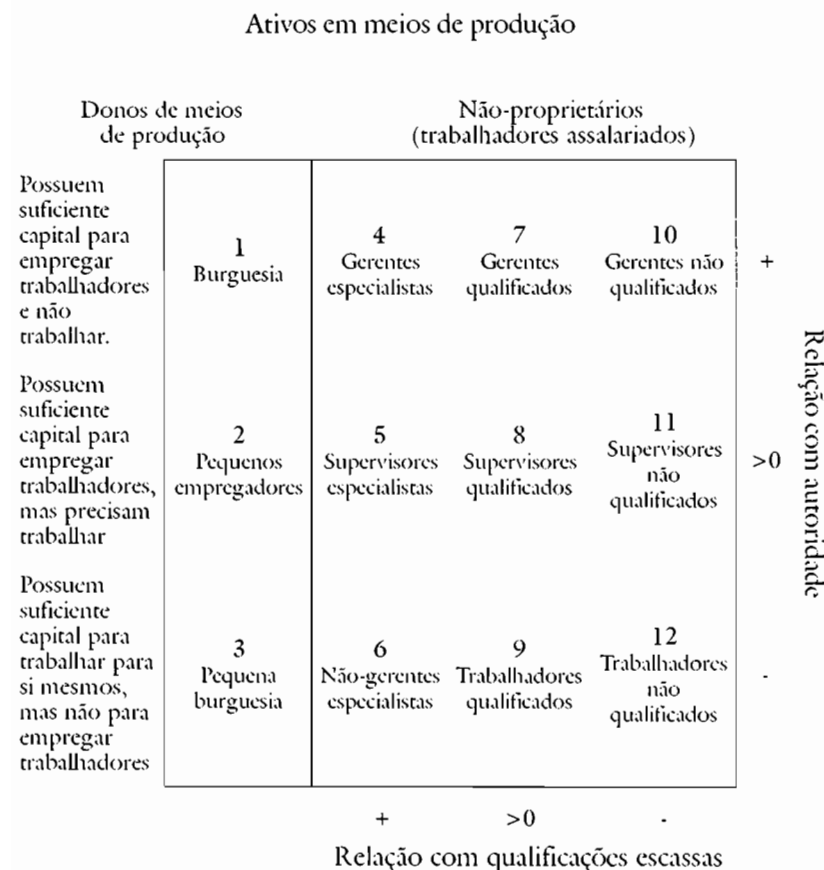 Ativos em meios de produção
Donos de meios
de produção
Não-proprietários
(trabalhadores assalariados)
Possuem
suficiente
capital para
empregar
trabalhadores
e não
trabalhar.
1
Burguesia
4
Gerentes
especialistas
7
Gerentes
qualificados
10
Gerentes não
qualificados
+
Possuem
suficiente
capital para
empregar
trabalhadores,
mas precisam
trabalhar
2
Pequenos
empregadores
5
Supervisores
especialistas
8
Supervisores
qualificados
11
Supervisores
não
qualificados
>0
Relação com autoridade
Possuem
suficiente
capital para
trabalhar para
si mesmos,
mas não para
empregar
trabalhadores
3
Pequena
burguesia
6
Não-gerentes
especialistas
9
Trabalhadores
qualificados
12
Trabalhadores
não
qualificados
-
+
>0
-
Relação com qualificações escassas